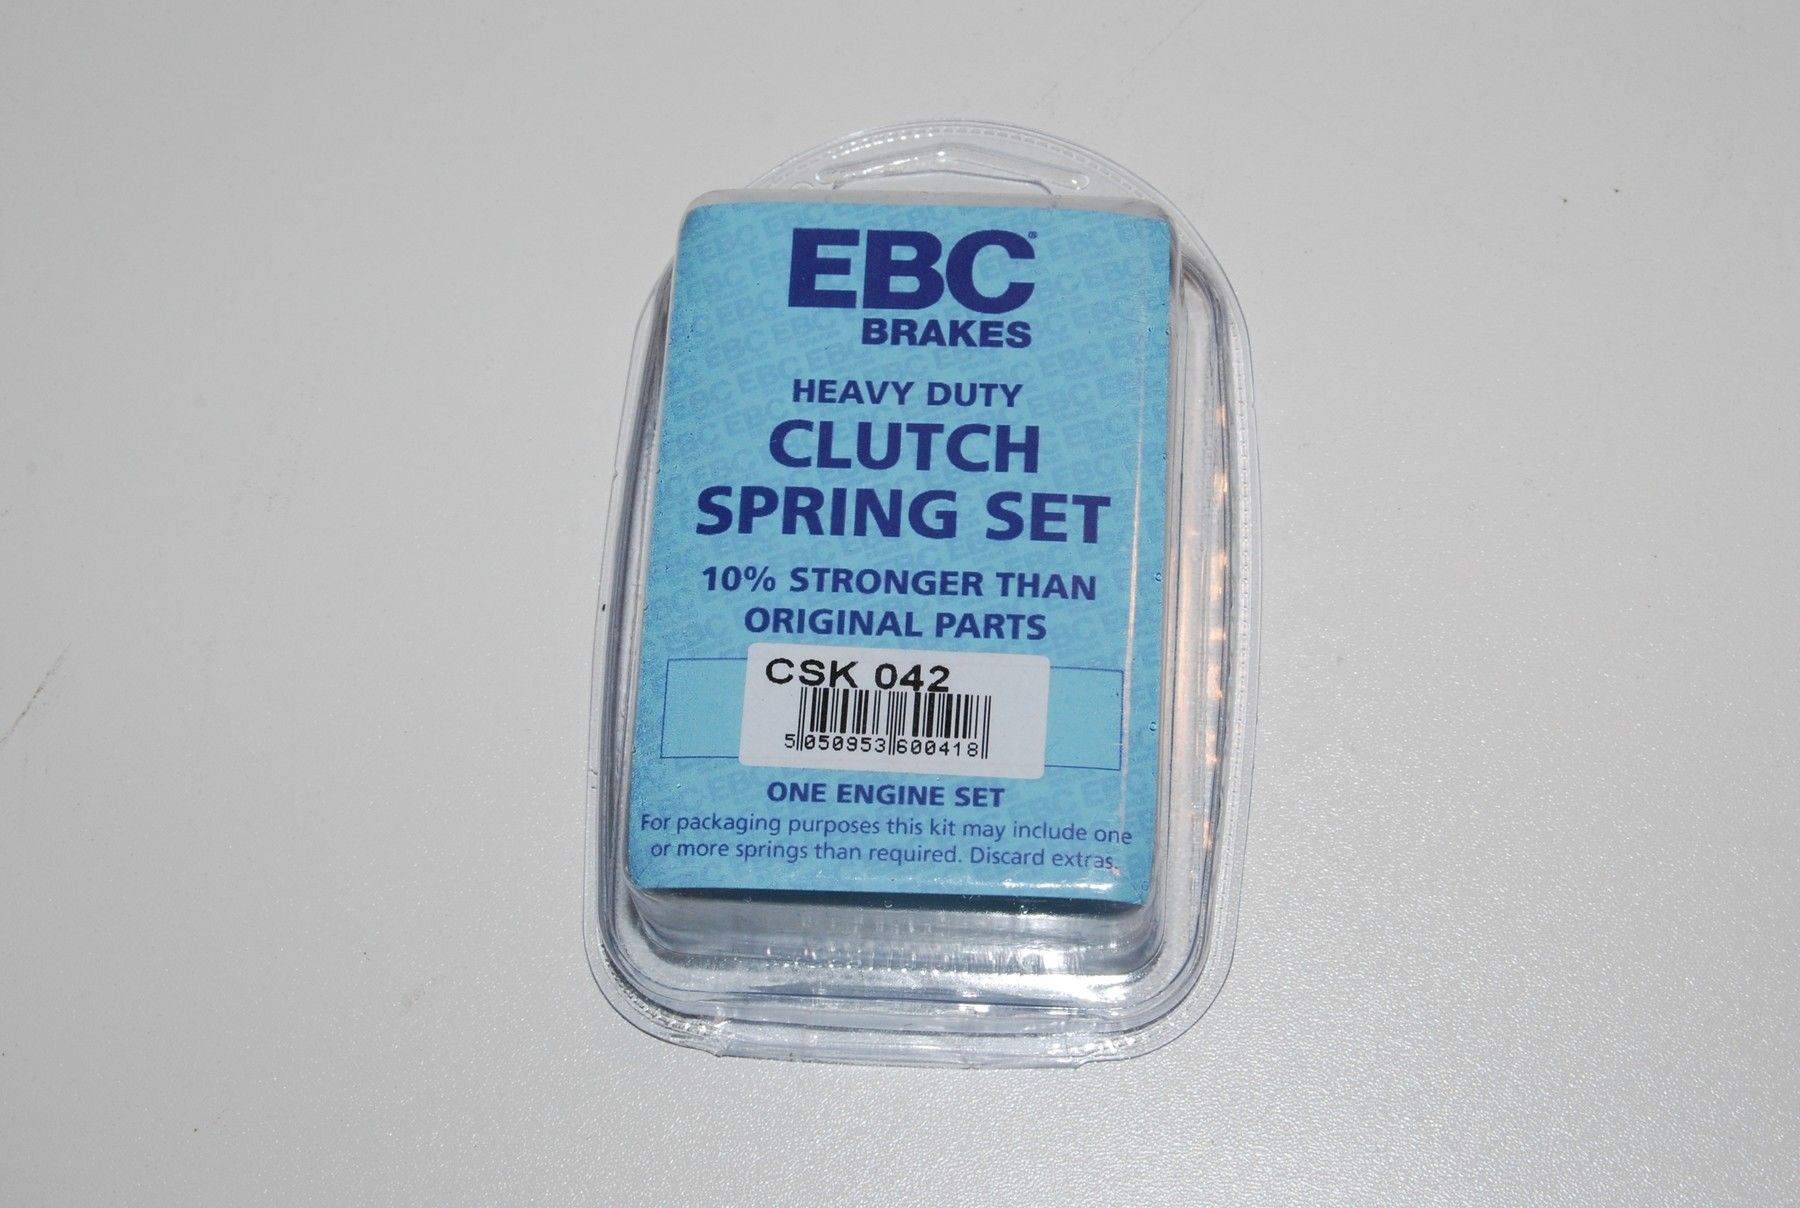 EBC®
BRAKES
HEAVY DUTY
CLUTCH
SPRING SET
10% STRONGER THAN
ORIGINAL PARTS
CSK 042
5 050953 600418
ONE ENGINE SET
For packaging purposes this kit may include one
or more springs than required. Discard extras.